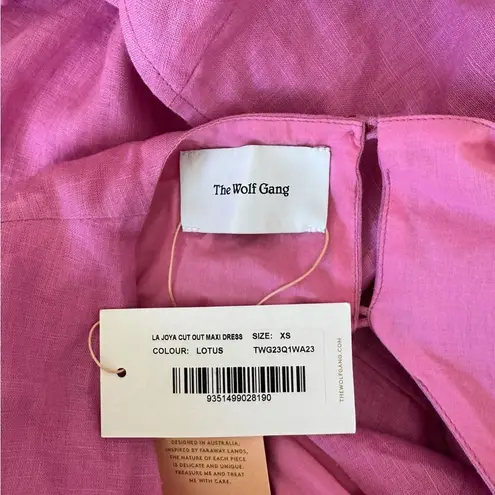 The Wolf Gang
LA JOYA CUT OUT MAXI DRESS SIZE: XS
COLOUR: LOTUS TWG23Q1WA23
9351499028190
THEWOLFGANG.COM
DESIGNED IN AUSTRALIA,
INSPIRED BY FARAWAY LANDS,
THE NATURE OF EACH PIECE
IS DELICATE AND UNIQUE.
TREASURE ME AND TREAT
ME WITH CARE.